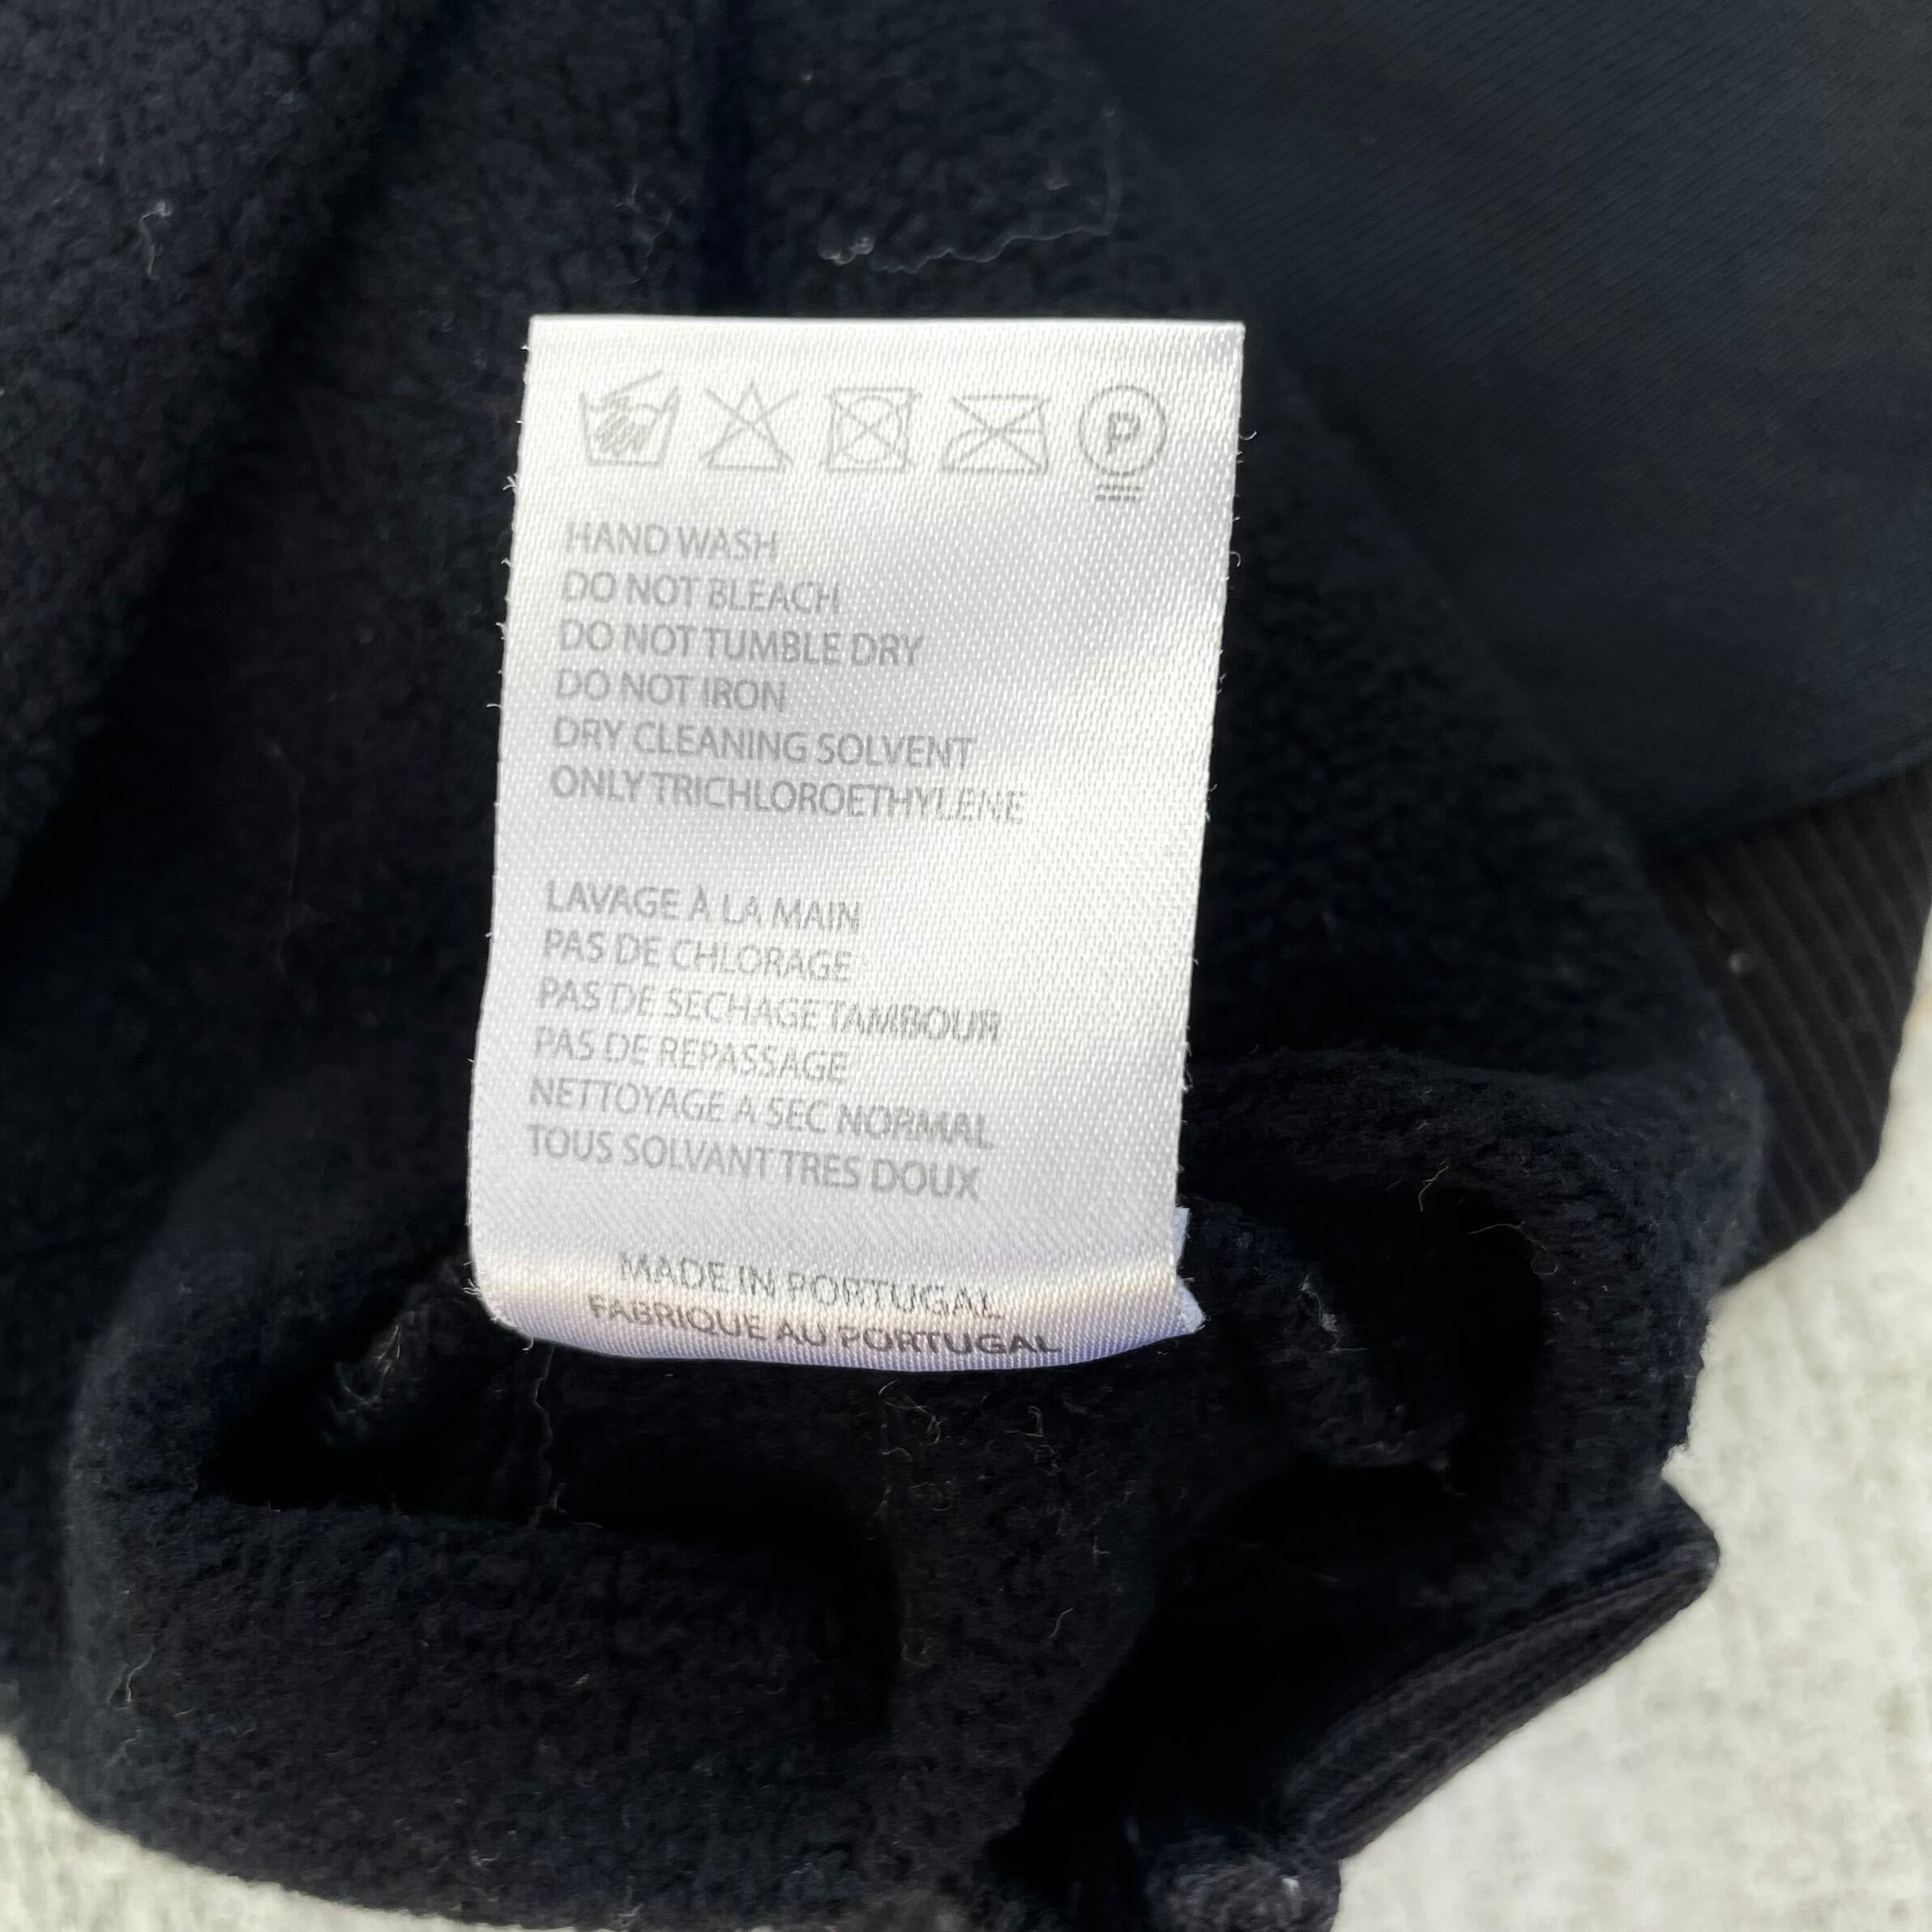 P
HAND WASH
DO NOT BLEACH
DO NOT TUMBLE DRY
DO NOT IRON
DRY CLEANING SOLVENT
ONLY TRICHLOROETHYLENE
LAVAGE À LA MAIN
PAS DE CHLORAGE
PAS DE SECHAGE TAMBOUR
PAS DE REPASSAGE
NETTOYAGE A SEC NORMAL
TOUS SOLVANT TRES DOUX
MADE IN PORTUGAL
FABRIQUE AU PORTUGAL